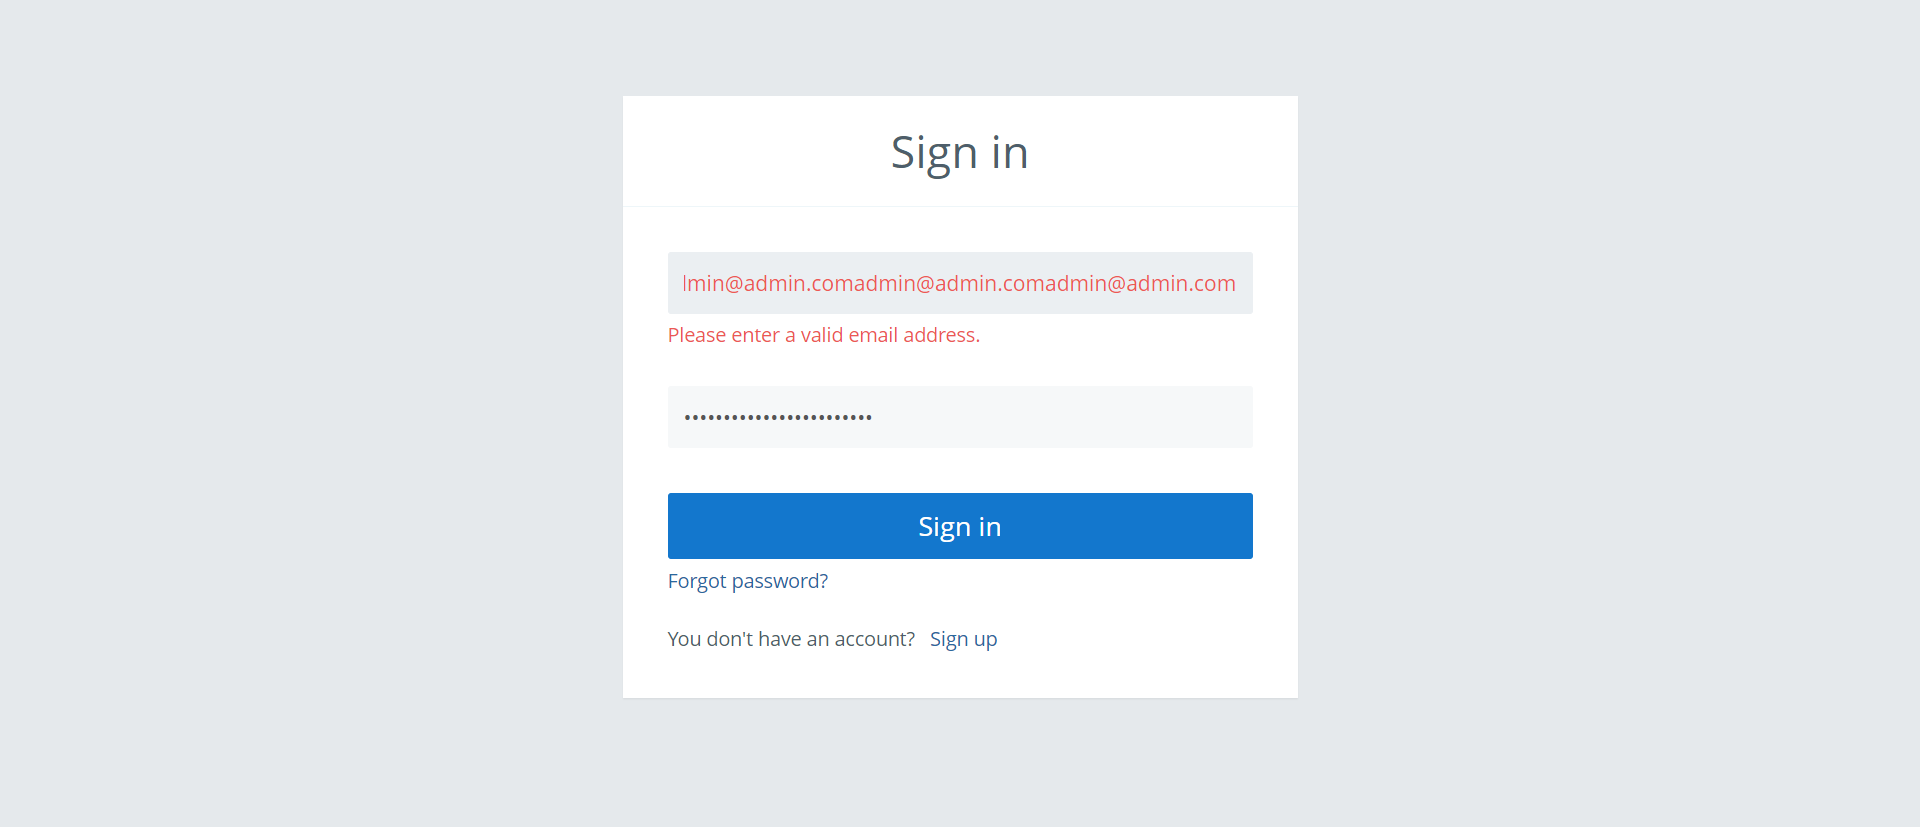 Sign in
lmin@admin.comadmin@admin.comadmin@admin.com
Please enter a valid email address.
••••••••••••••••••••••••
Sign in
Forgot password?
You don't have an account? Sign up